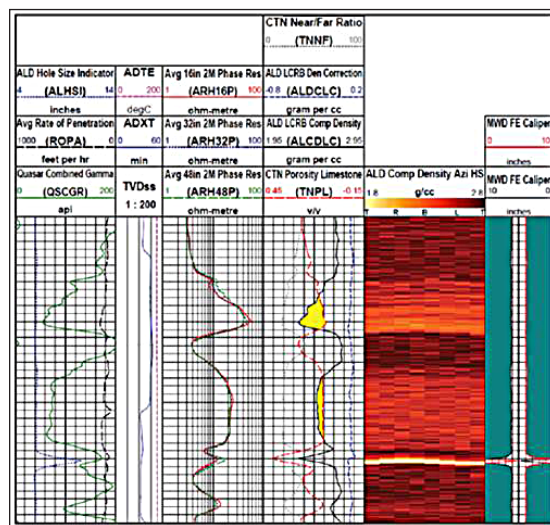 CTN Near/Far Ratio
0 (TNNF) 100
ALD Hole Size Indicator ADTE Avg 16in 2M Phase Res ALD LCRB Den Correction
4 (ALHSI) 14 0 200 1 (ARH16P) 100 -0.8 (ALDCLC) 0.2
inches degC ohm-metre gram per cc
Avg Rate of Penetration ADXT Avg 32in 2M Phase Res ALD LCRB Comp Density MWD FE Caliper
1000 (ROPA) 0 0 60 1 (ARH32P) 100 1.95 (ALCDLC) 2.95 0 10
feet per hr min ohm-metre gram per cc inches
Quasar Combined Gamma TVDss Avg 48in 2M Phase Res CTN Porosity Limestone ALD Comp Density Azi HS MWD FE Caliper
0 (QSCGR) 200 1 : 200 1 (ARH48P) 100 0.45 (TNPL) -0.15 1.8 g/cc 2.8 10 0
api ohm-metre v/v T R B L T inches